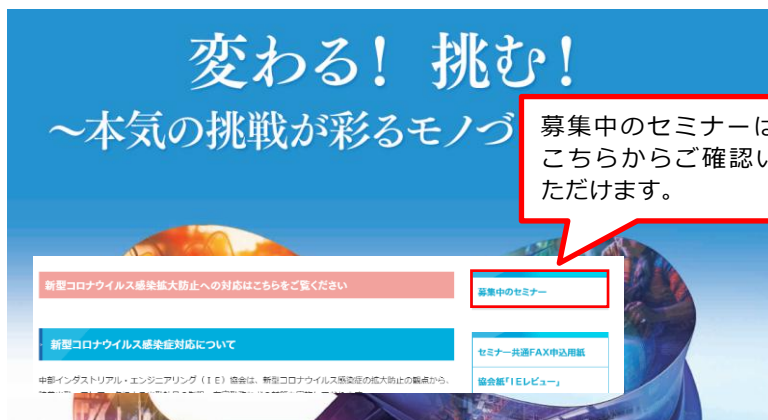 変わる！ 挑む！
～本気の挑戦が彩るモノづ
募集中のセミナーは
こちらからご確認い
ただけます。
新型コロナウイルス感染拡大防止への対応はこちらをご覧ください
募集中のセミナー
新型コロナウイルス感染症対応について
セミナー共通FAX申込用紙
中部インダストリアル・エンジニアリング（ＩＥ）協会は、新型コロナウイルス感染症の拡大防止の観点から、
協会紙「ＩＥレビュー」